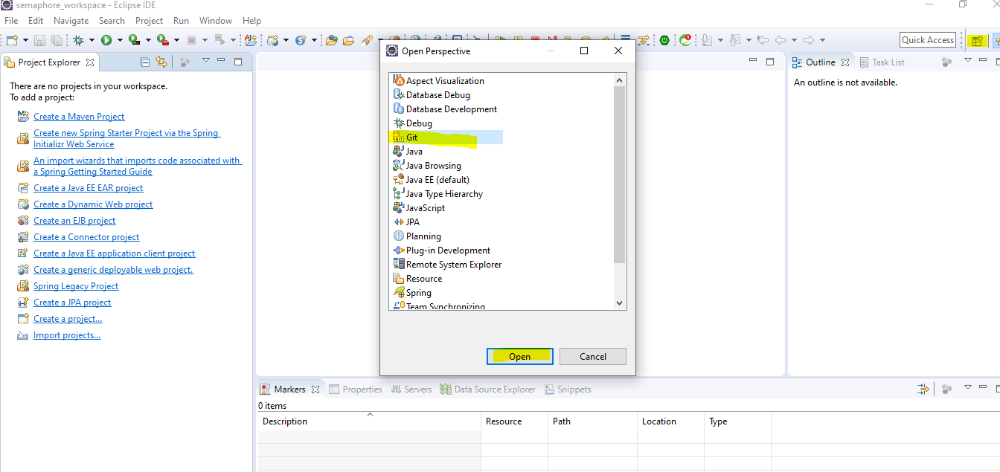 semaphore_workspace - Eclipse IDE
File Edit Navigate Search Project Run Window Help
Quick Access
Project Explorer
There are no projects in your workspace.
To add a project:
Create a Maven Project
Create new Spring Starter Project via the Spring
Initializr Web Service
An import wizards that imports code associated with
a Spring Getting Started Guide
Create a Java EE EAR project
Create a Dynamic Web project
Create an EJB project
Create a Connector project
Create a Java EE application client project
Create a generic deployable web project.
Spring Legacy Project
Create a JPA project
Create a project...
Import projects...
Open Perspective
Aspect Visualization
Database Debug
Database Development
Debug
GIT Git
Java
Java Browsing
Java EE (default)
Java Type Hierarchy
JavaScript
JPA
Planning
Plug-in Development
Remote System Explorer
Resource
Spring
Team Synchronizing
Open Cancel
Outline Task List
An outline is not available.
Markers Properties Servers Data Source Explorer Snippets
0 items
Description Resource Path Location Type